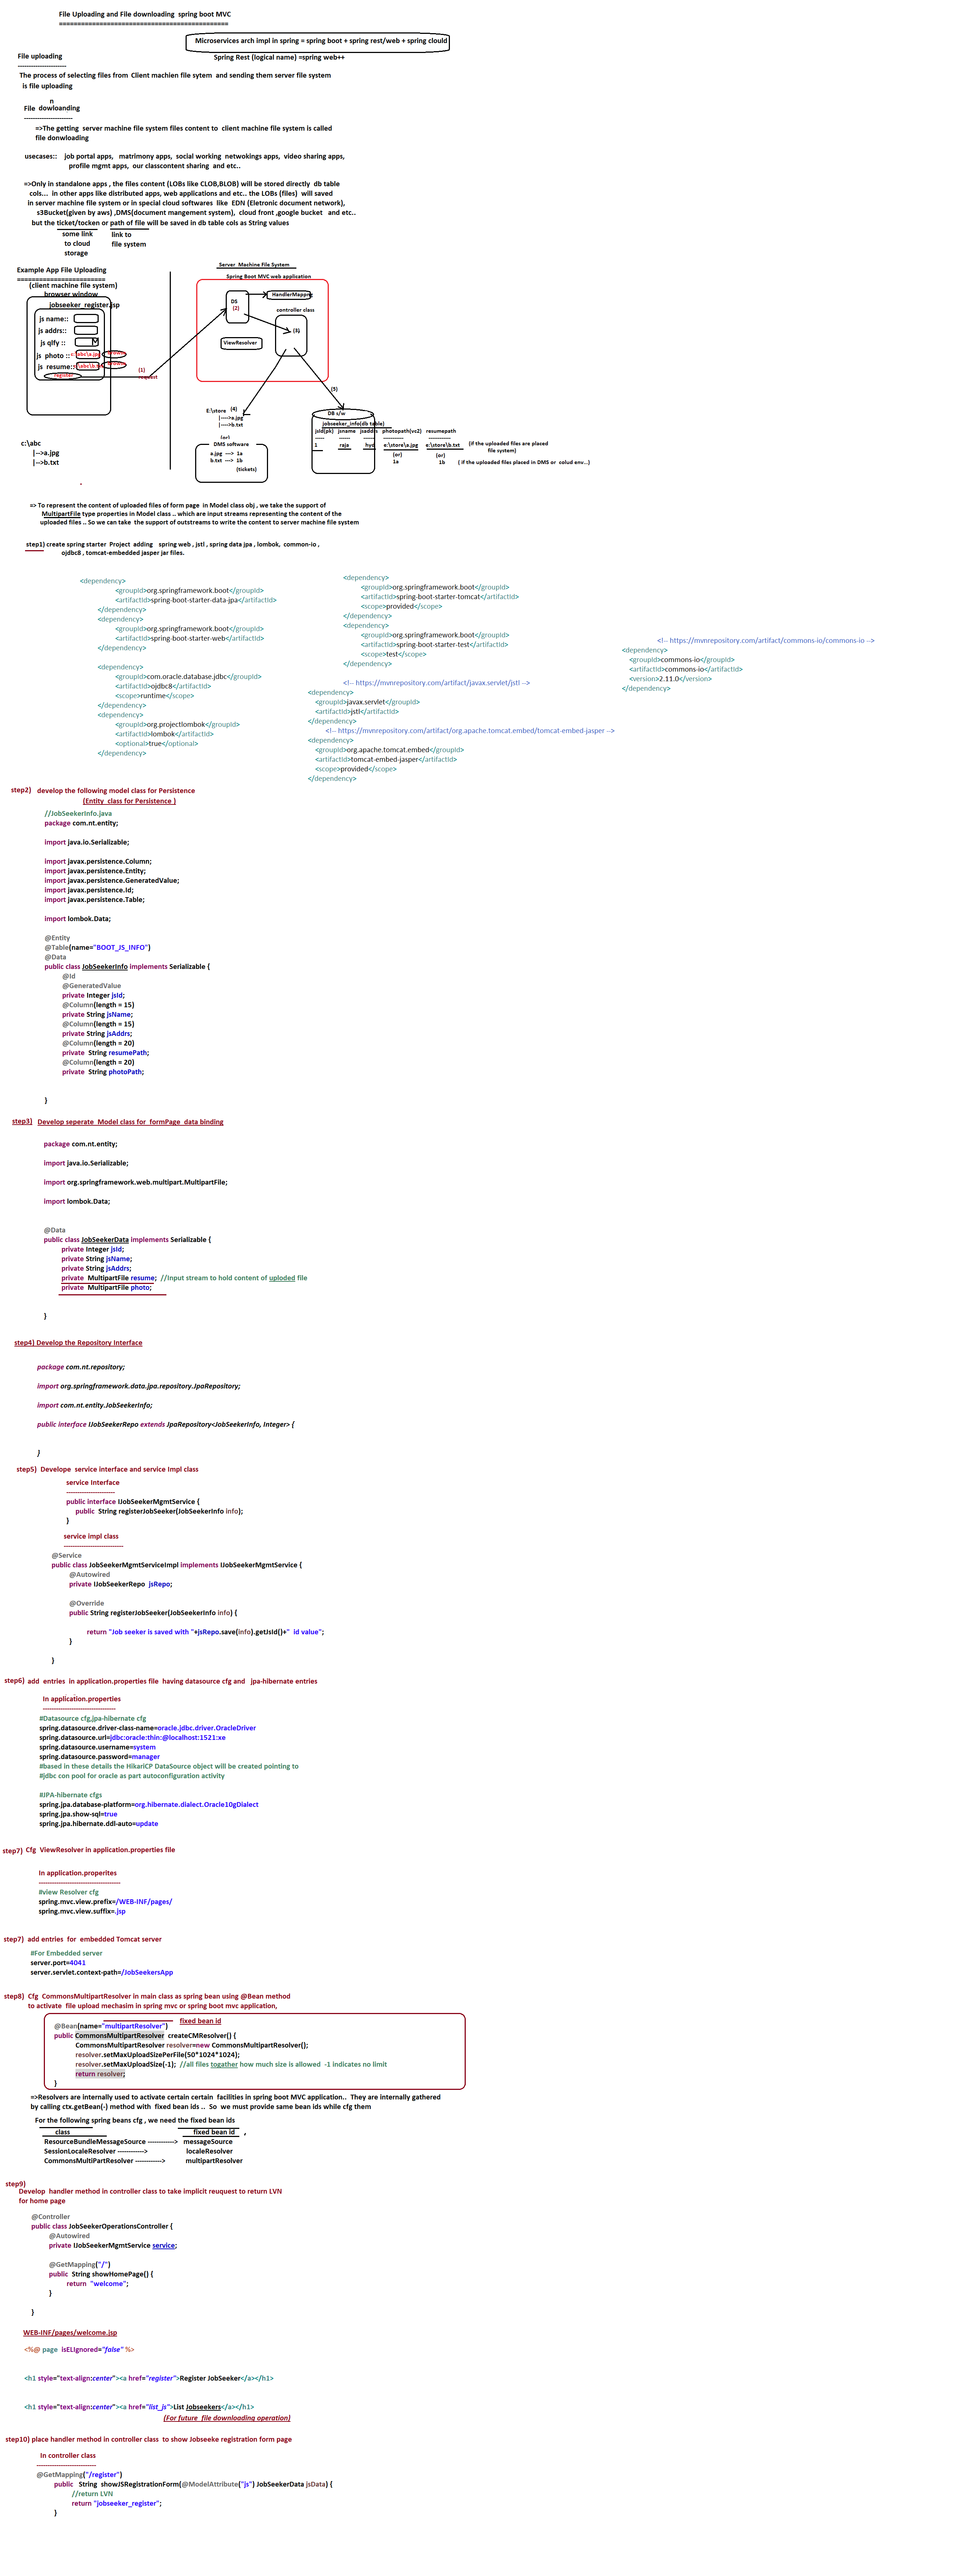 File Uploading and File downloading  spring boot MVC
==============================================
Microservices arch impl in spring = spring boot + spring rest/web + spring clould
Spring Rest (logical name) =spring web++
File uploading
----------------------
The process of selecting files from  Client machien file sytem  and sending them server file system
is file uploading
n
File  dowloanding
----------------------
=>The getting  server machine file system files content to  client machine file system is called
file donwloading
usecases::    job portal apps,   matrimony apps,  social working  netwokings apps,  video sharing apps,
profile mgmt apps,  our classcontent sharing  and etc..
=>Only in standalone apps , the files content (LOBs like CLOB,BLOB) will be stored directly  db table
cols...  in other apps like distributed apps, web applications and etc.. the LOBs (files)  will saved
in server machine file system or in special cloud softwares  like  EDN (Eletronic document network),
s3Bucket(given by aws) ,DMS(document mangement system),  cloud front ,google bucket   and etc..
but the ticket/tocken or path of file will be saved in db table cols as String values
some link
to cloud
storage
link to
file system
Example App File Uploading
========================
(client machine file system)
browser window
jobseeker_register.jsp
js name::
js addrs::
js qlfy ::
js  photo ::
js  resume::
register
(1)
request
c:\abc
|-->a.jpg
|-->b.txt
Server  Machine File System
Spring Boot MVC web application
DS
(2)
HandlerMapping
controller class
(3)
ViewResolver
(5)
E:\store   (4)
|---->a.jpg
|---->b.txt
(or)
DMS software
a.jpg  ---> 1a
b.txt  ---> 1b
(tickets)
DB s/w
jobseeker_info(db table)
jsId(pk)   jsname   jsaddrs   photopath(vc2)   resumepath
-----   ------   ------   -----------   -----------
1   raja   hyd   e:\store\a.jpg   e:\store\b.txt   (if the uploaded files are placed
file system)
(or)   (or)
1a   1b   ( if the uploaded files placed in DMS or  colud env...)
=> To represent the content of uploaded files of form page  in Model class obj , we take the support of
MultipartFile type properties in Model class .. which are input streams representing the content of the
uploaded files .. So we can take  the support of outstreams to write the content to server machine file system
step1) create spring starter  Project  adding    spring web , jstl , spring data jpa , lombok,  common-io ,
ojdbc8 , tomcat-embedded jasper jar files.
<dependency>
<groupId>org.springframework.boot</groupId>
<artifactId>spring-boot-starter-data-jpa</artifactId>
</dependency>
<dependency>
<groupId>org.springframework.boot</groupId>
<artifactId>spring-boot-starter-web</artifactId>
</dependency>
<dependency>
<groupId>com.oracle.database.jdbc</groupId>
<artifactId>ojdbc8</artifactId>
<scope>runtime</scope>
</dependency>
<dependency>
<groupId>org.projectlombok</groupId>
<artifactId>lombok</artifactId>
<optional>true</optional>
</dependency>
<dependency>
<groupId>org.springframework.boot</groupId>
<artifactId>spring-boot-starter-tomcat</artifactId>
<scope>provided</scope>
</dependency>
<dependency>
<groupId>org.springframework.boot</groupId>
<artifactId>spring-boot-starter-test</artifactId>
<scope>test</scope>
</dependency>
<!-- https://mvnrepository.com/artifact/javax.servlet/jstl -->
<dependency>
<groupId>javax.servlet</groupId>
<artifactId>jstl</artifactId>
</dependency>
<!-- https://mvnrepository.com/artifact/org.apache.tomcat.embed/tomcat-embed-jasper -->
<dependency>
<groupId>org.apache.tomcat.embed</groupId>
<artifactId>tomcat-embed-jasper</artifactId>
<scope>provided</scope>
</dependency>
<!-- https://mvnrepository.com/artifact/commons-io/commons-io -->
<dependency>
<groupId>commons-io</groupId>
<artifactId>commons-io</artifactId>
<version>2.11.0</version>
</dependency>
step2)   develop the following model class for Persistence
(Entity  class for Persistence )
//JobSeekerInfo.java
package com.nt.entity;
import java.io.Serializable;
import javax.persistence.Column;
import javax.persistence.Entity;
import javax.persistence.GeneratedValue;
import javax.persistence.Id;
import javax.persistence.Table;
import lombok.Data;
@Entity
@Table(name="BOOT_JS_INFO")
@Data
public class JobSeekerInfo implements Serializable {
@Id
@GeneratedValue
private Integer jsId;
@Column(length = 15)
private String jsName;
@Column(length = 15)
private String jsAddrs;
@Column(length = 20)
private  String resumePath;
@Column(length = 20)
private  String photoPath;
}
step3)   Develop seperate  Model class for  formPage  data binding
package com.nt.entity;
import java.io.Serializable;
import org.springframework.web.multipart.MultipartFile;
import lombok.Data;
@Data
public class JobSeekerData implements Serializable {
private Integer jsId;
private String jsName;
private String jsAddrs;
private  MultipartFile resume;  //Input stream to hold content of uploded file
private  MultipartFile photo;
}
step4) Develop the Repository Interface
package com.nt.repository;
import org.springframework.data.jpa.repository.JpaRepository;
import com.nt.entity.JobSeekerInfo;
public interface IJobSeekerRepo extends JpaRepository<JobSeekerInfo, Integer> {
}
step5)  Develope  service interface and service Impl class
service Interface
----------------------
public interface IJobSeekerMgmtService {
public  String registerJobSeeker(JobSeekerInfo info);
}
service impl class
---------------------------
@Service
public class JobSeekerMgmtServiceImpl implements IJobSeekerMgmtService {
@Autowired
private IJobSeekerRepo  jsRepo;
@Override
public String registerJobSeeker(JobSeekerInfo info) {
return "Job seeker is saved with "+jsRepo.save(info).getJsId()+"  id value";
}
}
step6)  add  entries  in application.properties file  having datasource cfg and   jpa-hibernate entries
In application.properties
---------------------------------
#Datasource cfg,jpa-hibernate cfg
spring.datasource.driver-class-name=oracle.jdbc.driver.OracleDriver
spring.datasource.url=jdbc:oracle:thin:@localhost:1521:xe
spring.datasource.username=system
spring.datasource.password=manager
#based in these details the HikariCP DataSource object will be created pointing to
#jdbc con pool for oracle as part autoconfiguration activity
#JPA-hibernate cfgs
spring.jpa.database-platform=org.hibernate.dialect.Oracle10gDialect
spring.jpa.show-sql=true
spring.jpa.hibernate.ddl-auto=update
step7)  Cfg  ViewResolver in application.properties file
In application.properites
-------------------------------------
#view Resolver cfg
spring.mvc.view.prefix=/WEB-INF/pages/
spring.mvc.view.suffix=.jsp
step7)  add entries  for  embedded Tomcat server
#For Embedded server
server.port=4041
server.servlet.context-path=/JobSeekersApp
step8)  Cfg  CommonsMultipartResolver in main class as spring bean using @Bean method
to activate  file upload mechasim in spring mvc or spring boot mvc application,
fixed bean id
@Bean(name="multipartResolver")
public CommonsMultipartResolver  createCMResolver() {
CommonsMultipartResolver resolver=new CommonsMultipartResolver();
resolver.setMaxUploadSizePerFile(50*1024*1024);
resolver.setMaxUploadSize(-1);  //all files togather how much size is allowed  -1 indicates no limit
return resolver;
}
=>Resolvers are internally used to activate certain certain  facilities in spring boot MVC application..  They are internally gathered
by calling ctx.getBean(-) method with  fixed bean ids ..  So  we must provide same bean ids while cfg them
For the following spring beans cfg , we need the fixed bean ids
class   fixed bean id   ,
ResourceBundleMessageSource ------------>   messageSource
SessionLocaleResolver ------------>   localeResolver
CommonsMultiPartResolver ------------->   multipartResolver
step9)
Develop  handler method in controller class to take implicit reuquest to return LVN
for home page
@Controller
public class JobSeekerOperationsController {
@Autowired
private IJobSeekerMgmtService service;
@GetMapping("/")
public  String showHomePage() {
return  "welcome";
}
}
WEB-INF/pages/welcome.jsp
<%@ page  isELIgnored="false" %>
<h1 style="text-align:center"><a href="register">Register JobSeeker</a></h1>
<h1 style="text-align:center"><a href="list_js">List Jobseekers</a></h1>
(For future  file downloading operation)
step10) place handler method in controller class  to show Jobseeke registration form page
In controller class
---------------------------
@GetMapping("/register")
public   String  showJSRegistrationForm(@ModelAttribute("js") JobSeekerData jsData) {
//return LVN
return "jobseeker_register";
}